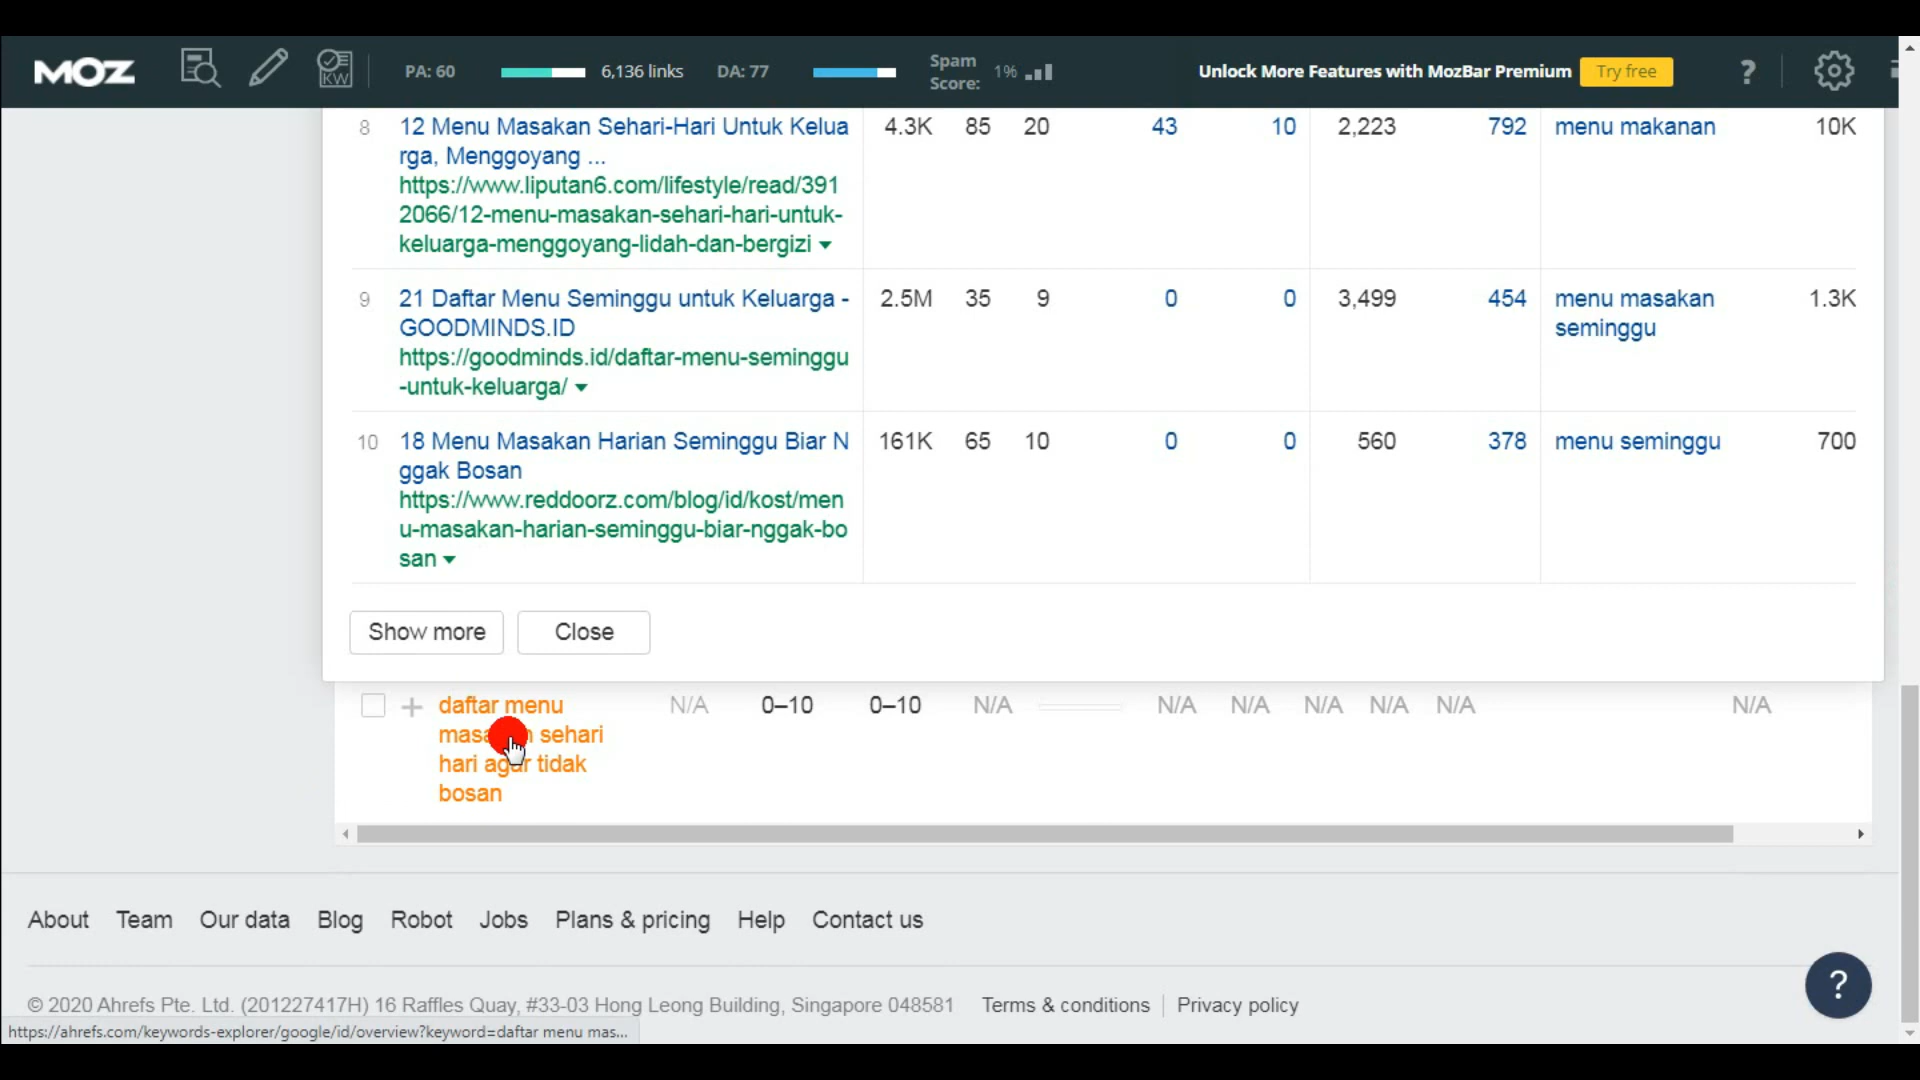 MOZ
KW
PA: 60
6,136 links
DA: 77
Spam
Score:
1%
Unlock More Features with MozBar Premium
Try free
?
8 12 Menu Masakan Sehari-Hari Untuk Kelua 4.3K 85 20 43 10 2,223 792 menu makanan 10K
rga, Menggoyang ...
https://www.liputan6.com/lifestyle/read/391
2066/12-menu-masakan-sehari-hari-untuk-
keluarga-menggoyang-lidah-dan-bergizi
9 21 Daftar Menu Seminggu untuk Keluarga - 2.5M 35 9 0 0 3,499 454 menu masakan 1.3K
GOODMINDS.ID seminggu
https://goodminds.id/daftar-menu-seminggu
-untuk-keluarga/
10 18 Menu Masakan Harian Seminggu Biar N 161K 65 10 0 0 560 378 menu seminggu 700
ggak Bosan
https://www.reddoorz.com/blog/id/kost/men
u-masakan-harian-seminggu-biar-nggak-bo
san
Show more Close
daftar menu N/A 0–10 0–10 N/A N/A N/A N/A N/A N/A N/A
sehari
hari agar tidak
bosan
About Team Our data Blog Robot Jobs Plans & pricing Help Contact us
?
© 2020 Ahrefs Pte. Ltd. (201227417H) 16 Raffles Quay, #33-03 Hong Leong Building, Singapore 048581 Terms & conditions Privacy policy
https://ahrefs.com/keywords-explorer/google/id/overview?keyword=daftar menu mas...